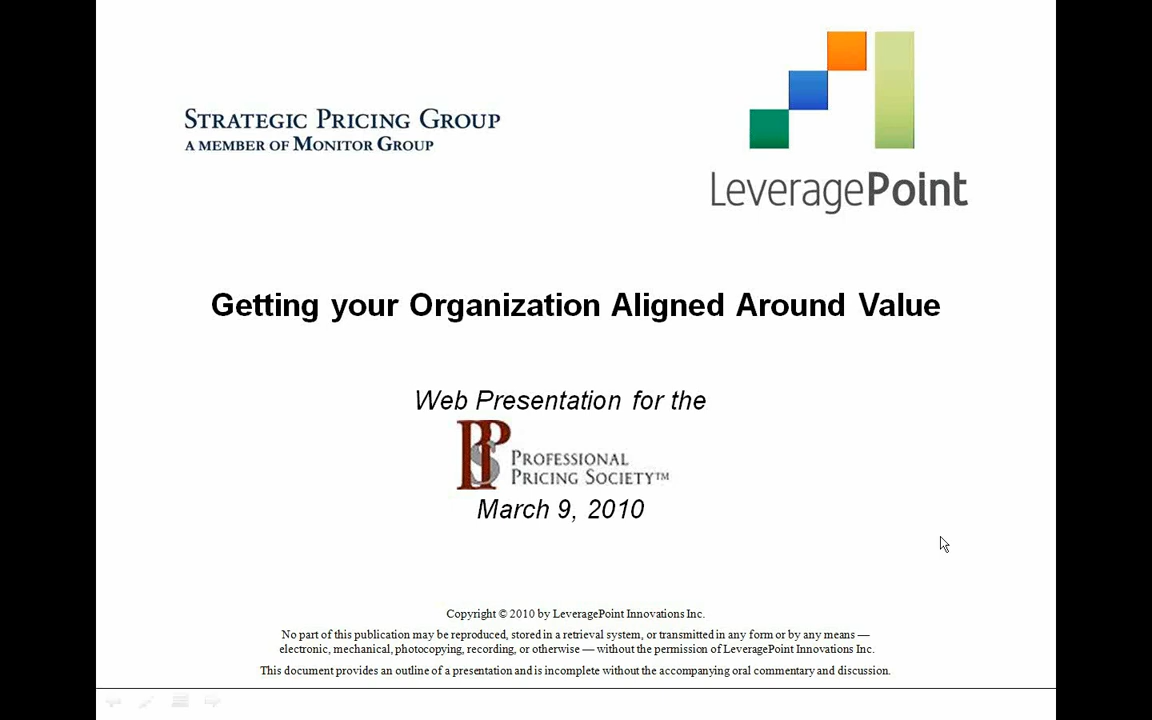 STRATEGIC PRICING GROUP
A MEMBER OF MONITOR GROUP
LeveragePoint
Getting your Organization Aligned Around Value
Web Presentation for the
PPS
PROFESSIONAL
PRICING SOCIETY™
March 9, 2010
Copyright © 2010 by LeveragePoint Innovations Inc.
No part of this publication may be reproduced, stored in a retrieval system, or transmitted in any form or by any means —
electronic, mechanical, photocopying, recording, or otherwise — without the permission of LeveragePoint Innovations Inc.
This document provides an outline of a presentation and is incomplete without the accompanying oral commentary and discussion.